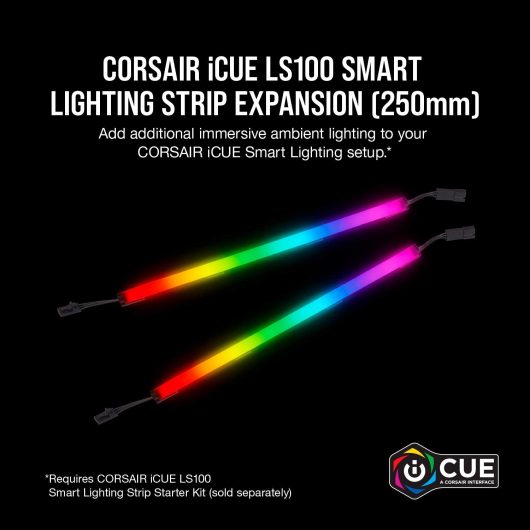 CORSAIR iCUE LS100 SMART
LIGHTING STRIP EXPANSION (250mm)
Add additional immersive ambient lighting to your
CORSAIR iCUE Smart Lighting setup.*
i CUE
A CORSAIR INTERFACE
*Requires CORSAIR iCUE LS100
Smart Lighting Strip Starter Kit (sold separately)